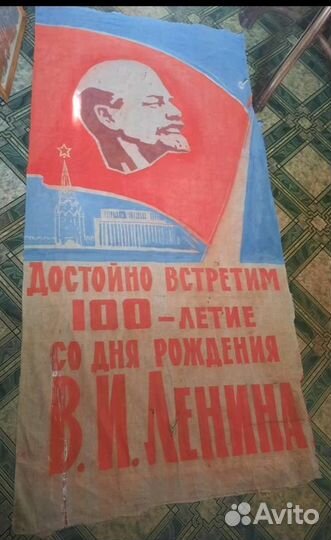 Достойно встретим
100-летие
со дня рождения
В.И. Ленина
Avito